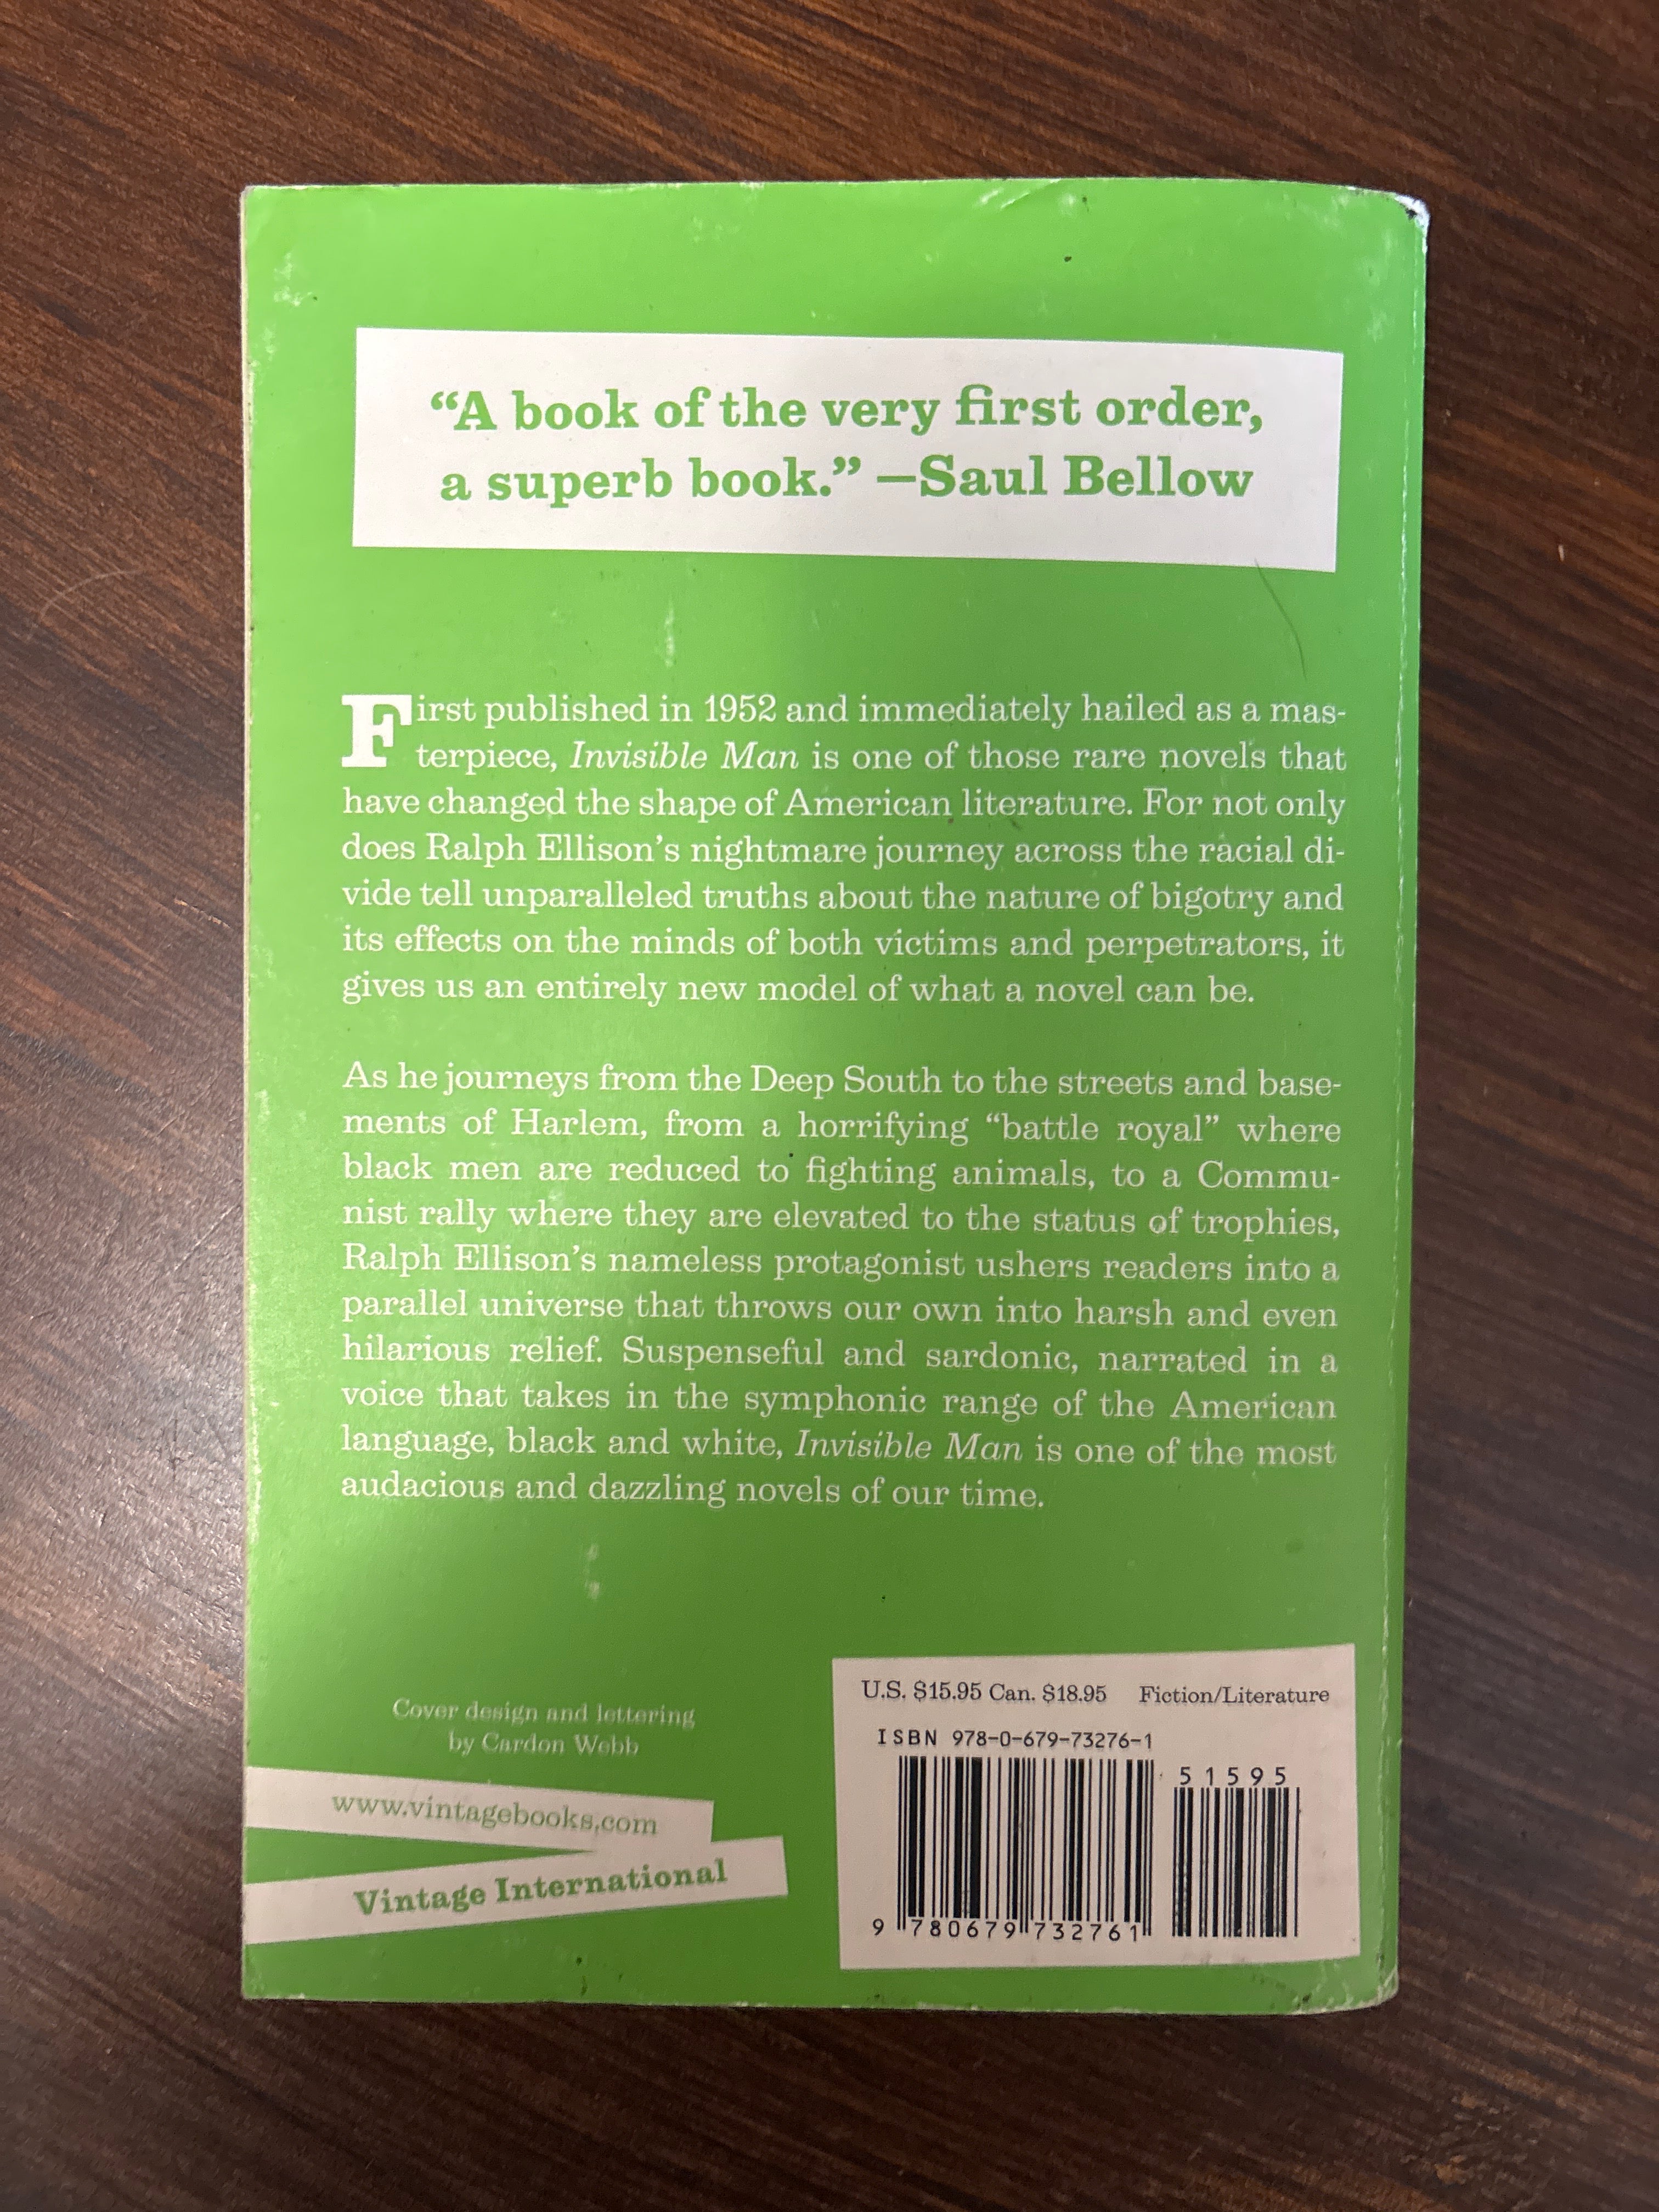 “A book of the very first order,
a superb book.” —Saul Bellow
First published in 1952 and immediately hailed as a mas-
terpiece, Invisible Man is one of those rare novels that
have changed the shape of American literature. For not only
does Ralph Ellison’s nightmare journey across the racial di-
vide tell unparalleled truths about the nature of bigotry and
its effects on the minds of both victims and perpetrators, it
gives us an entirely new model of what a novel can be.
As he journeys from the Deep South to the streets and base-
ments of Harlem, from a horrifying “battle royal” where
black men are reduced to fighting animals, to a Commu-
nist rally where they are elevated to the status of trophies,
Ralph Ellison’s nameless protagonist ushers readers into a
parallel universe that throws our own into harsh and even
hilarious relief. Suspenseful and sardonic, narrated in a
voice that takes in the symphonic range of the American
language, black and white, Invisible Man is one of the most
audacious and dazzling novels of our time.
Cover design and lettering
by Cardon Webb
www.vintagebooks.com
Vintage International
U.S. $15.95 Can. $18.95 Fiction/Literature
ISBN 978-0-679-73276-1
51595
9 780679 732761